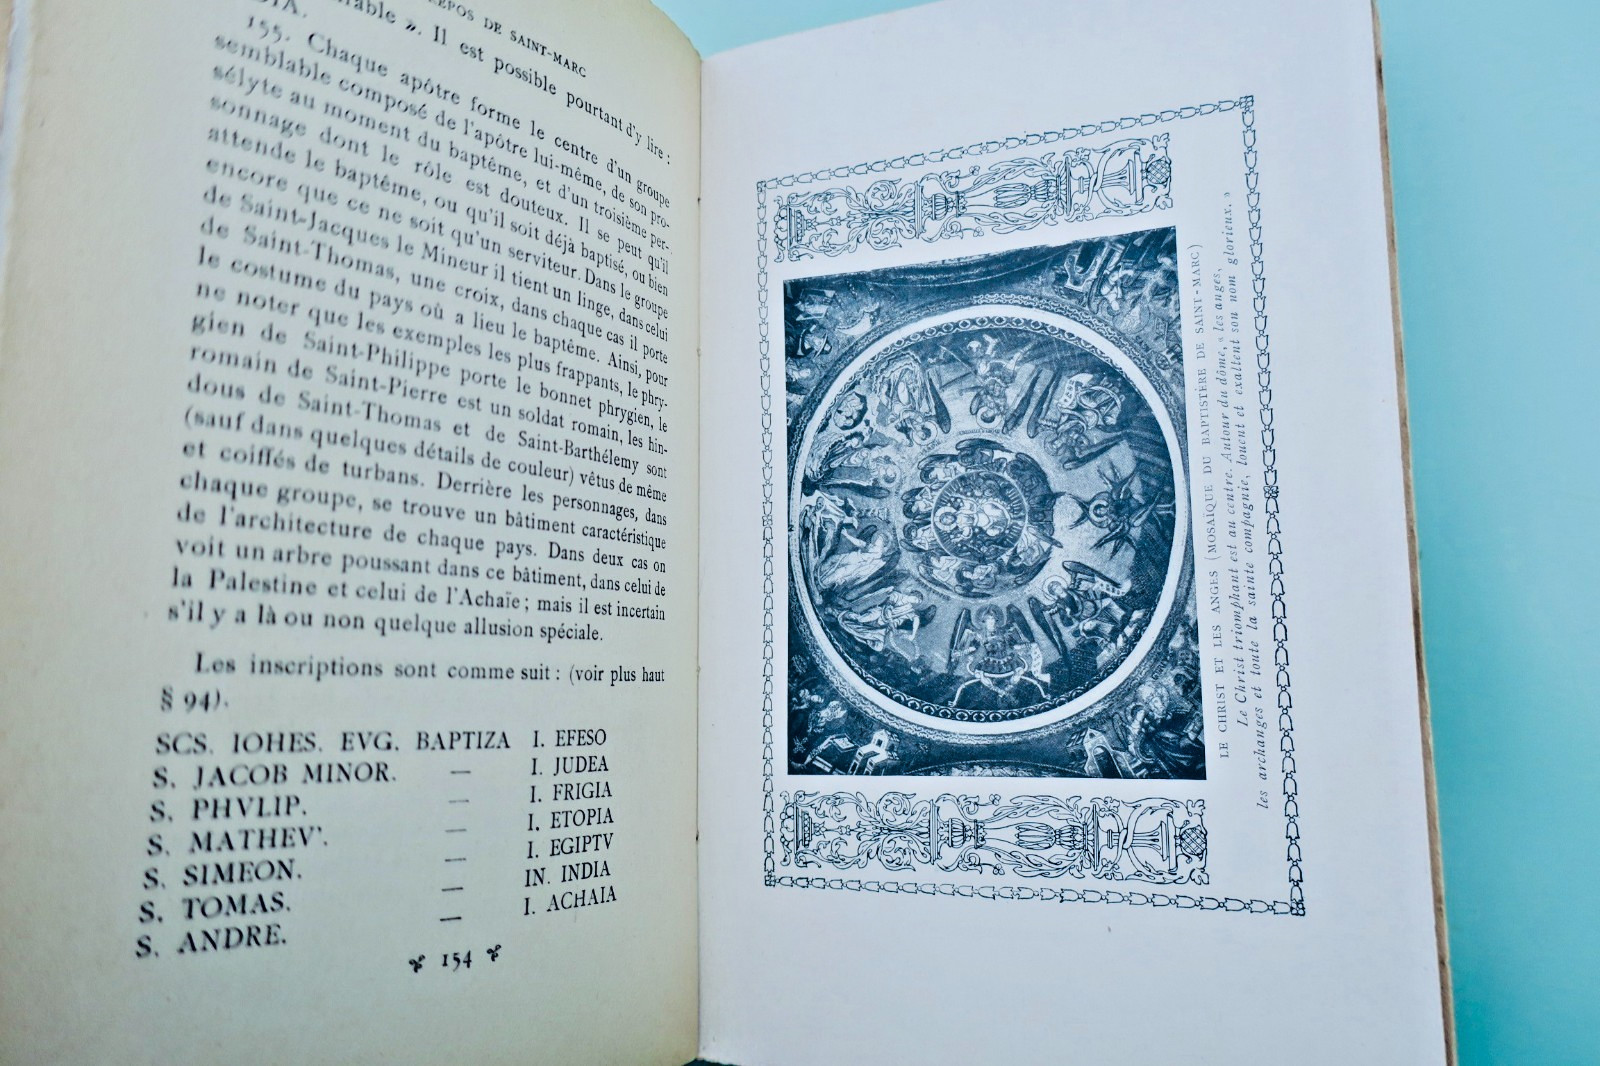 REPOS DE SAINT-MARC
». Il est possible pourtant d'y lire :
155. Chaque apôtre forme le centre d'un groupe
semblable composé de l'apôtre lui-même, de son pro-
sélyte au moment du baptême, et d'un troisième per-
sonnage dont le rôle est douteux. Il se peut qu'il
attende le baptême, ou qu'il soit déjà baptisé, ou bien
encore que ce ne soit qu'un serviteur. Dans le groupe
de Saint-Jacques le Mineur il tient un linge, dans celui
de Saint-Thomas, une croix, dans chaque cas il porte
le costume du pays où a lieu le baptême. Ainsi, pour
ne noter que les exemples les plus frappants, le phry-
gien de Saint-Philippe porte le bonnet phrygien, le
romain de Saint-Pierre est un soldat romain, les hin-
dous de Saint-Thomas et de Saint-Barthélemy sont
(sauf dans quelques détails de couleur) vêtus de même
et coiffés de turbans. Derrière les personnages, dans
chaque groupe, se trouve un bâtiment caractéristique
de l'architecture de chaque pays. Dans deux cas on
voit un arbre poussant dans ce bâtiment, dans celui de
la Palestine et celui de l'Achaïe ; mais il est incertain
s'il y a là ou non quelque allusion spéciale.
Les inscriptions sont comme suit : (voir plus haut
§ 94).
SCS. IOHES. EVG. BAPTIZA I. EFESO
S. JACOB MINOR. — I. JUDEA
S. PHVLIP. — I. FRIGIA
S. MATHEV'. — I. ETOPIA
S. SIMEON. — I. EGIPTV
S. TOMAS. — IN. INDIA
S. ANDRE. — I. ACHAIA
154
LE CHRIST ET LES ANGES (MOSAÏQUE DU BAPTISTÈRE DE SAINT-MARC)
Le Christ triomphant est au centre. Autour du dôme, « les anges,
les archanges et toute la sainte compagnie, louent et exaltent son nom glorieux. »